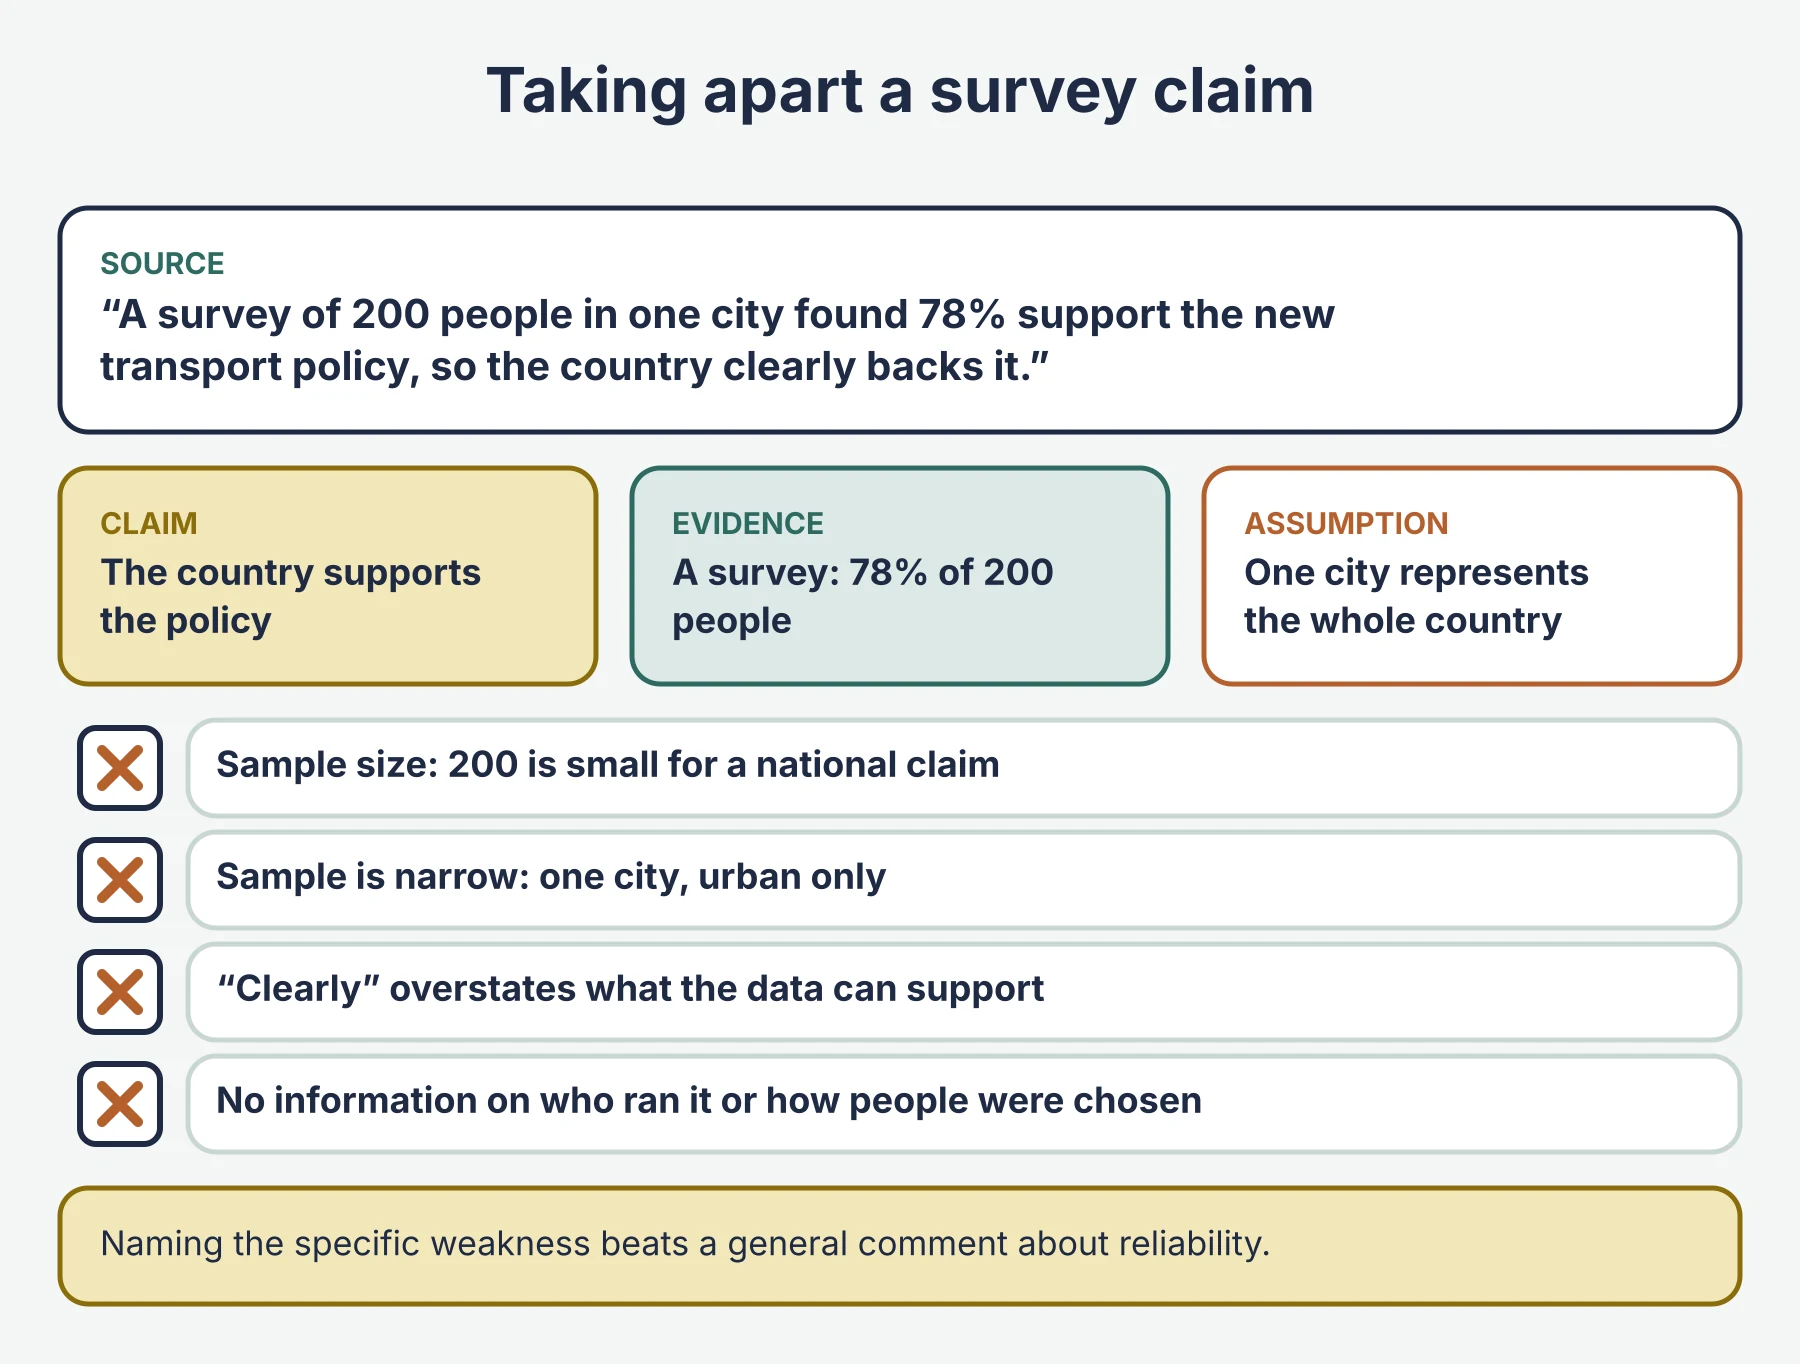 Taking apart a survey claim
SOURCE
“A survey of 200 people in one city found 78% support the new
transport policy, so the country clearly backs it.”
CLAIM
The country supports
the policy
EVIDENCE
A survey: 78% of 200
people
ASSUMPTION
One city represents
the whole country
Sample size: 200 is small for a national claim
Sample is narrow: one city, urban only
“Clearly” overstates what the data can support
No information on who ran it or how people were chosen
Naming the specific weakness beats a general comment about reliability.